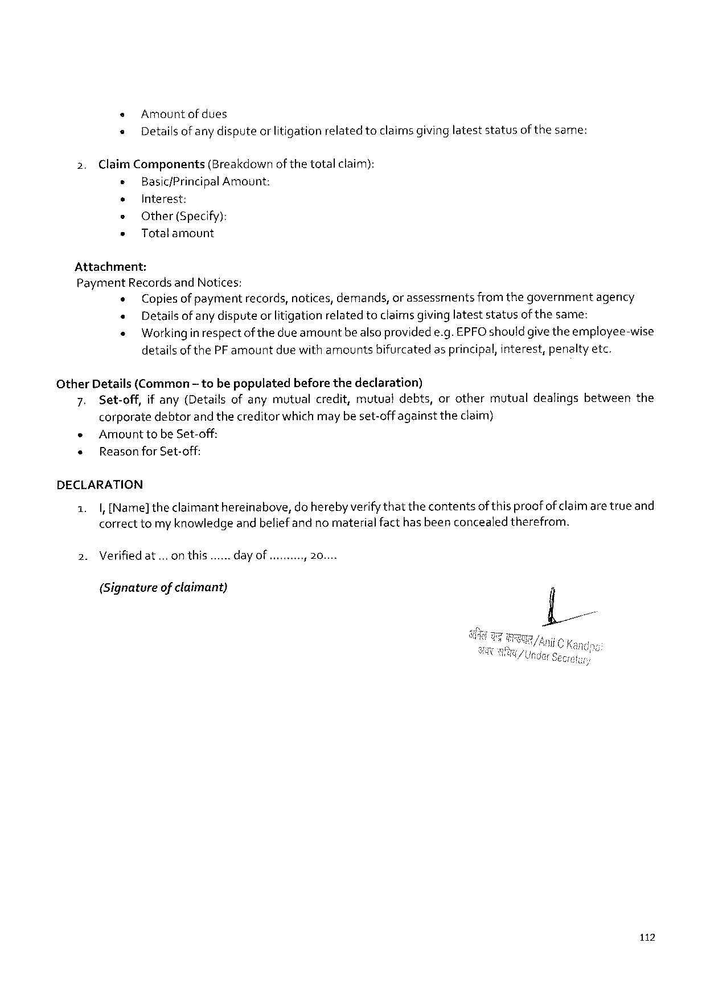 • Amount of dues
• Details of any dispute or litigation related to claims giving latest status of the same:
2. Claim Components (Breakdown of the total claim):
• Basic/Principal Amount:
• Interest:
• Other (Specify):
• Total amount
Attachment:
Payment Records and Notices:
• Copies of payment records, notices, demands, or assessments from the government agency
• Details of any dispute or litigation related to claims giving latest status of the same:
• Working in respect of the due amount be also provided e.g. EPFO should give the employee-wise
details of the PF amount due with amounts bifurcated as principal, interest, penalty etc.
Other Details (Common – to be populated before the declaration)
7. Set-off, if any (Details of any mutual credit, mutual debts, or other mutual dealings between the
corporate debtor and the creditor which may be set-off against the claim)
• Amount to be Set-off:
• Reason for Set-off:
DECLARATION
1. I, [Name] the claimant hereinabove, do hereby verify that the contents of this proof of claim are true and
correct to my knowledge and belief and no material fact has been concealed therefrom.
2. Verified at ... on this ...... day of .........., 20....
(Signature of claimant)
अनिल चन्द्र कान्डपाल/Anil C Kandpal
अवर सचिव/Under Secretary
112